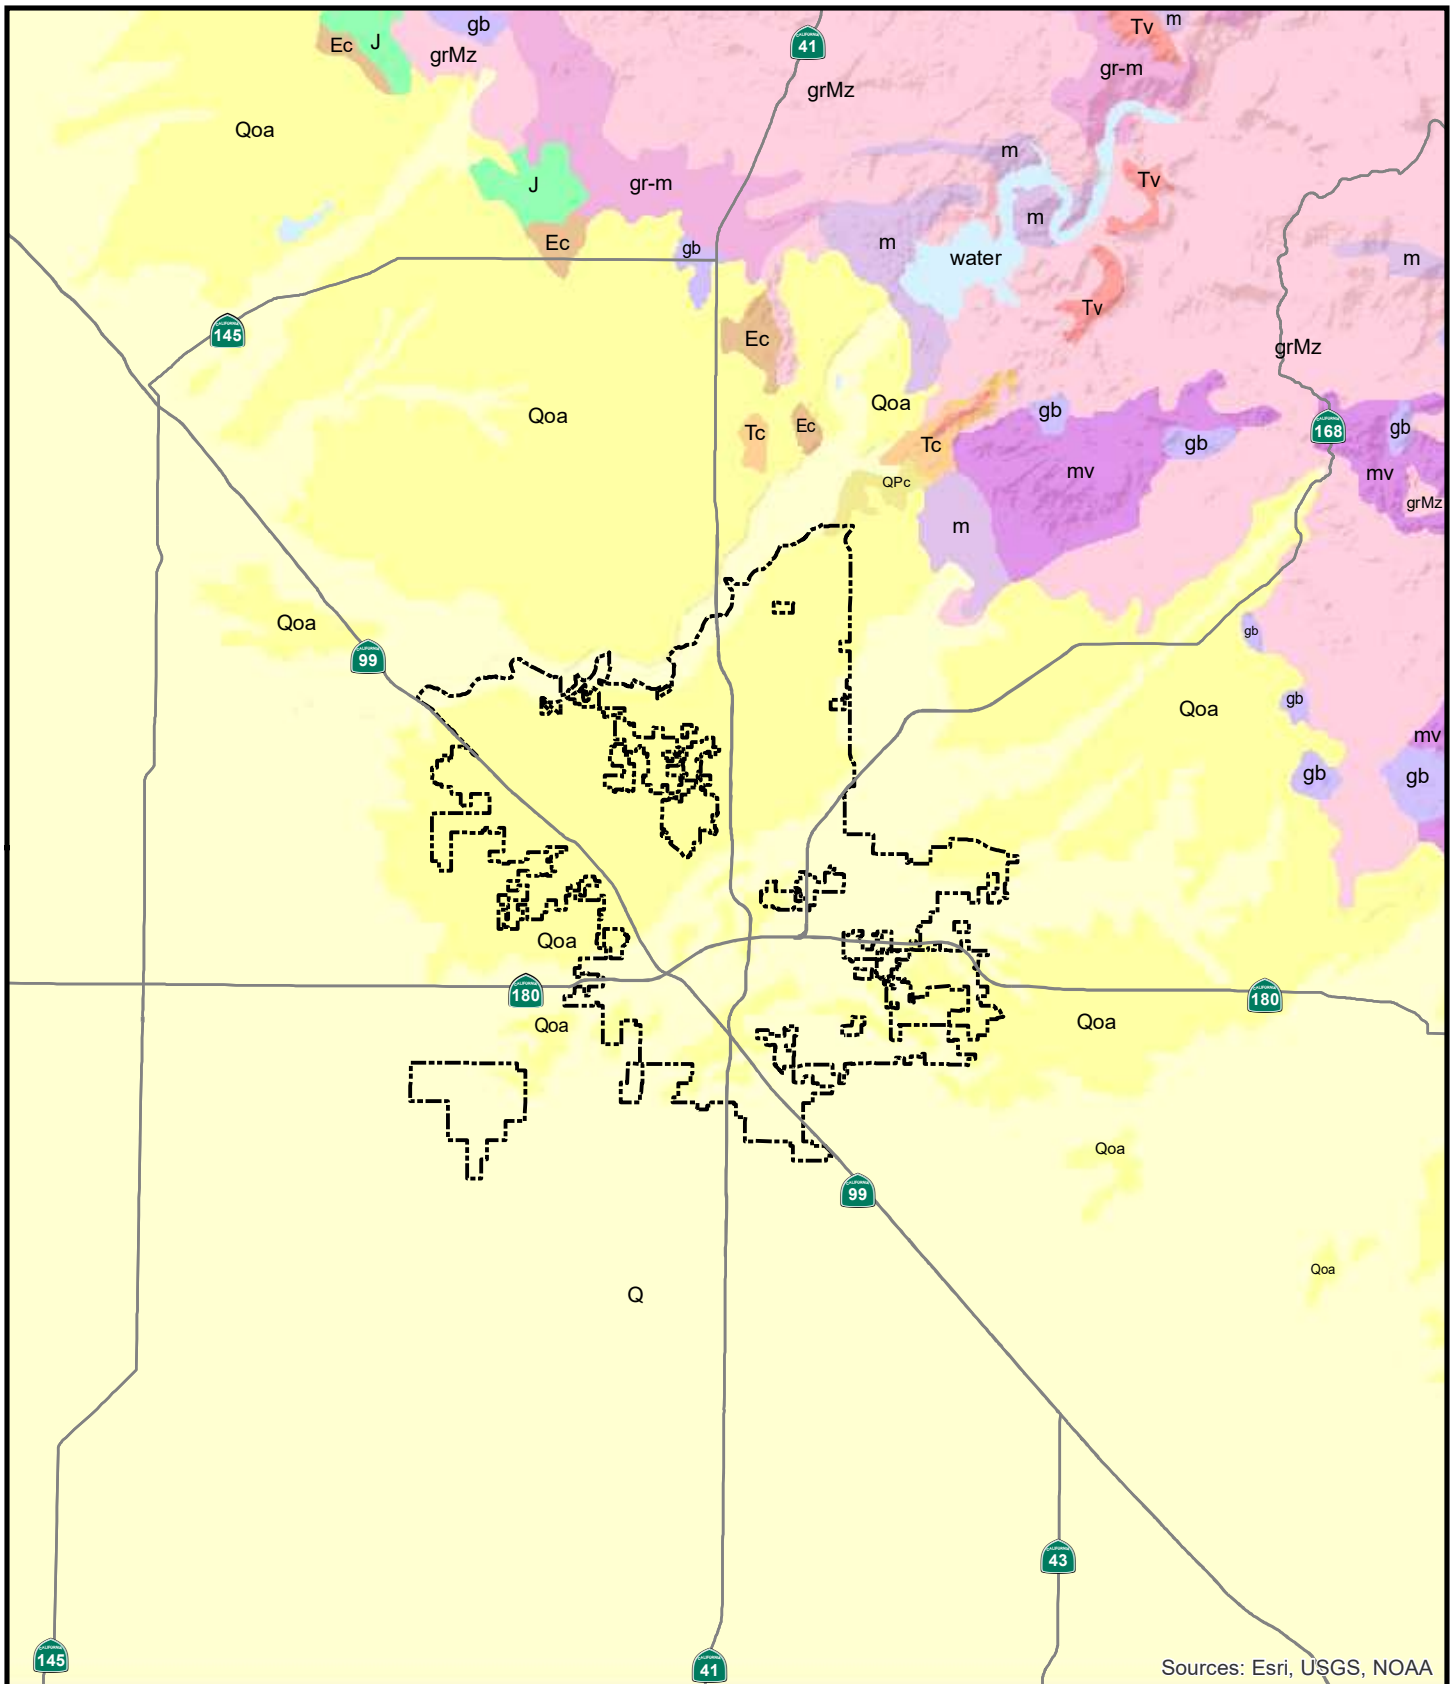 gb
m
Tv
Ec
J
grMz
41
gr-m
grMz
Qoa
m
J
gr-m
Tv
m
m
Ec
gb
water
m
Tv
145
Ec
grMz
Qoa
Qoa
gb
168
gb
Tc
Ec
Tc
gb
mv
mv
QPc
grMz
m
Qoa
gb
99
gb
Qoa
mv
gb
gb
Qoa
180
180
Qoa
Qoa
Qoa
99
Qoa
Q
43
145
41
Sources: Esri, USGS, NOAA